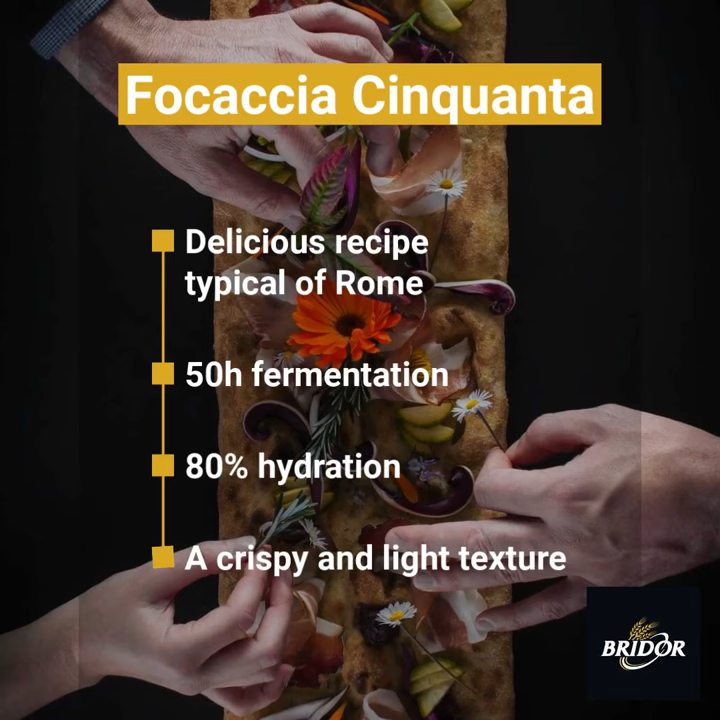 Focaccia Cinquanta
Delicious recipe
typical of Rome
50h fermentation
80% hydration
A crispy and light texture
BRIDOR